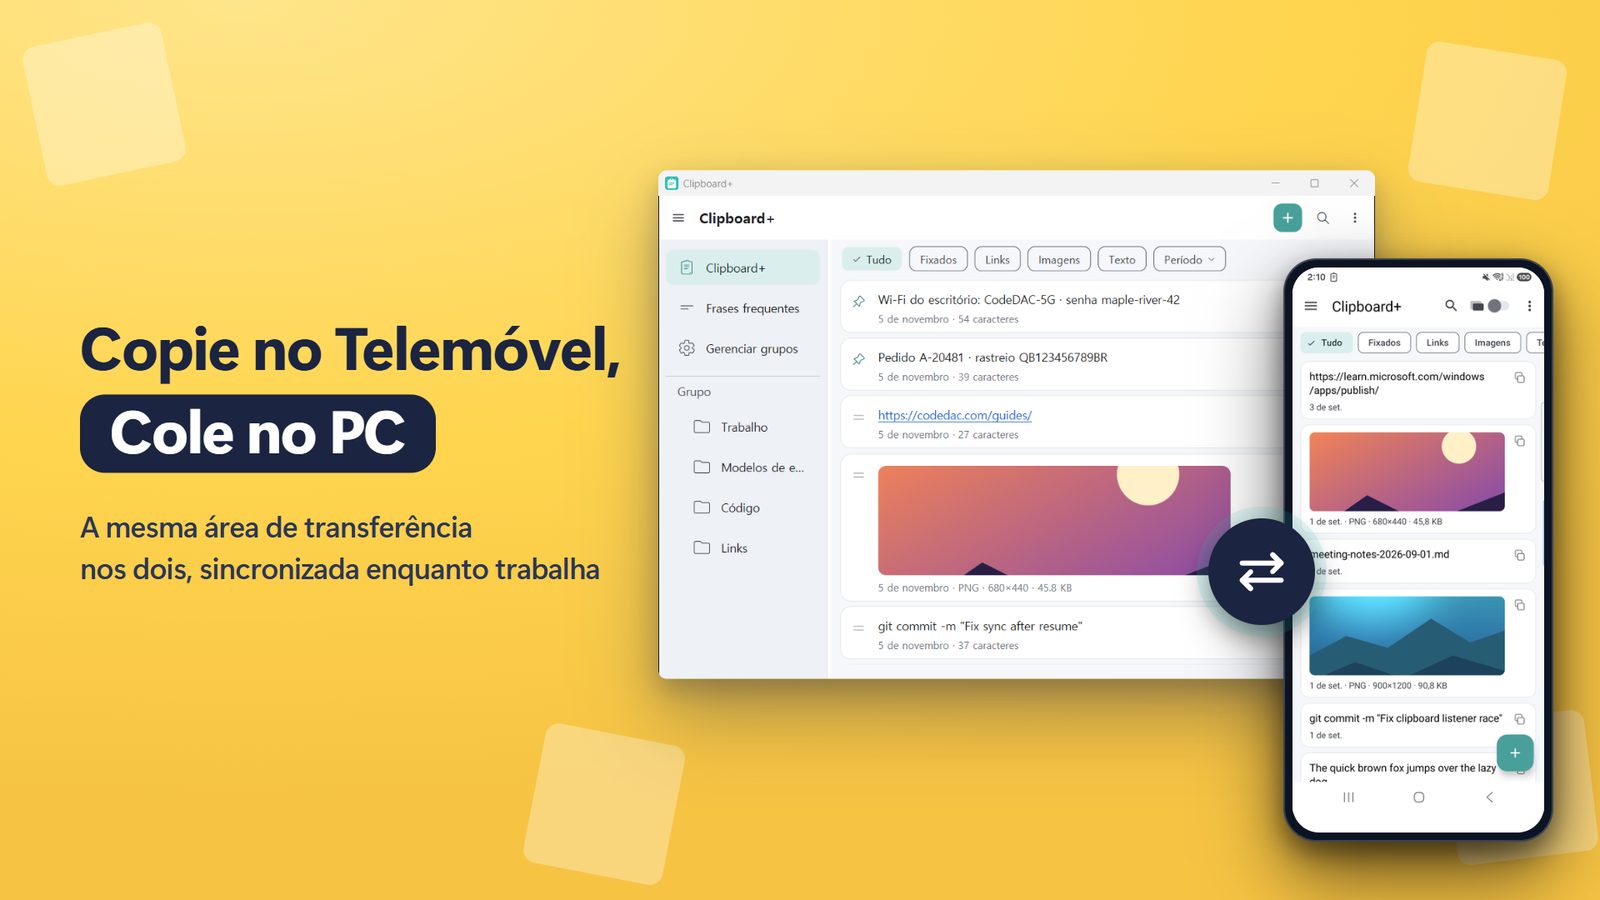 Copie no Telemóvel,
Cole no PC
A mesma área de transferência
nos dois, sincronizada enquanto trabalha
Clipboard+
Clipboard+
Clipboard+
Frases frequentes
Gerenciar grupos
Grupo
Trabalho
Modelos de e...
Código
Links
Tudo
Fixados
Links
Imagens
Texto
Período
Wi-Fi do escritório: CodeDAC-5G · senha maple-river-42
5 de novembro · 54 caracteres
Pedido A-20481 · rastreio QB123456789BR
5 de novembro · 39 caracteres
https://codedac.com/guides/
5 de novembro · 27 caracteres
5 de novembro · PNG · 680×440 · 45.8 KB
git commit -m "Fix sync after resume"
5 de novembro · 37 caracteres
2:10
100
Clipboard+
Tudo
Fixados
Links
Imagens
https://learn.microsoft.com/windows
/apps/publish/
3 de set.
1 de set. · PNG · 680×440 · 45,8 KB
meeting-notes-2026-09-01.md
de set.
1 de set. · PNG · 900×1200 · 90,8 KB
git commit -m "Fix clipboard listener race"
1 de set.
The quick brown fox jumps over the lazy
dog